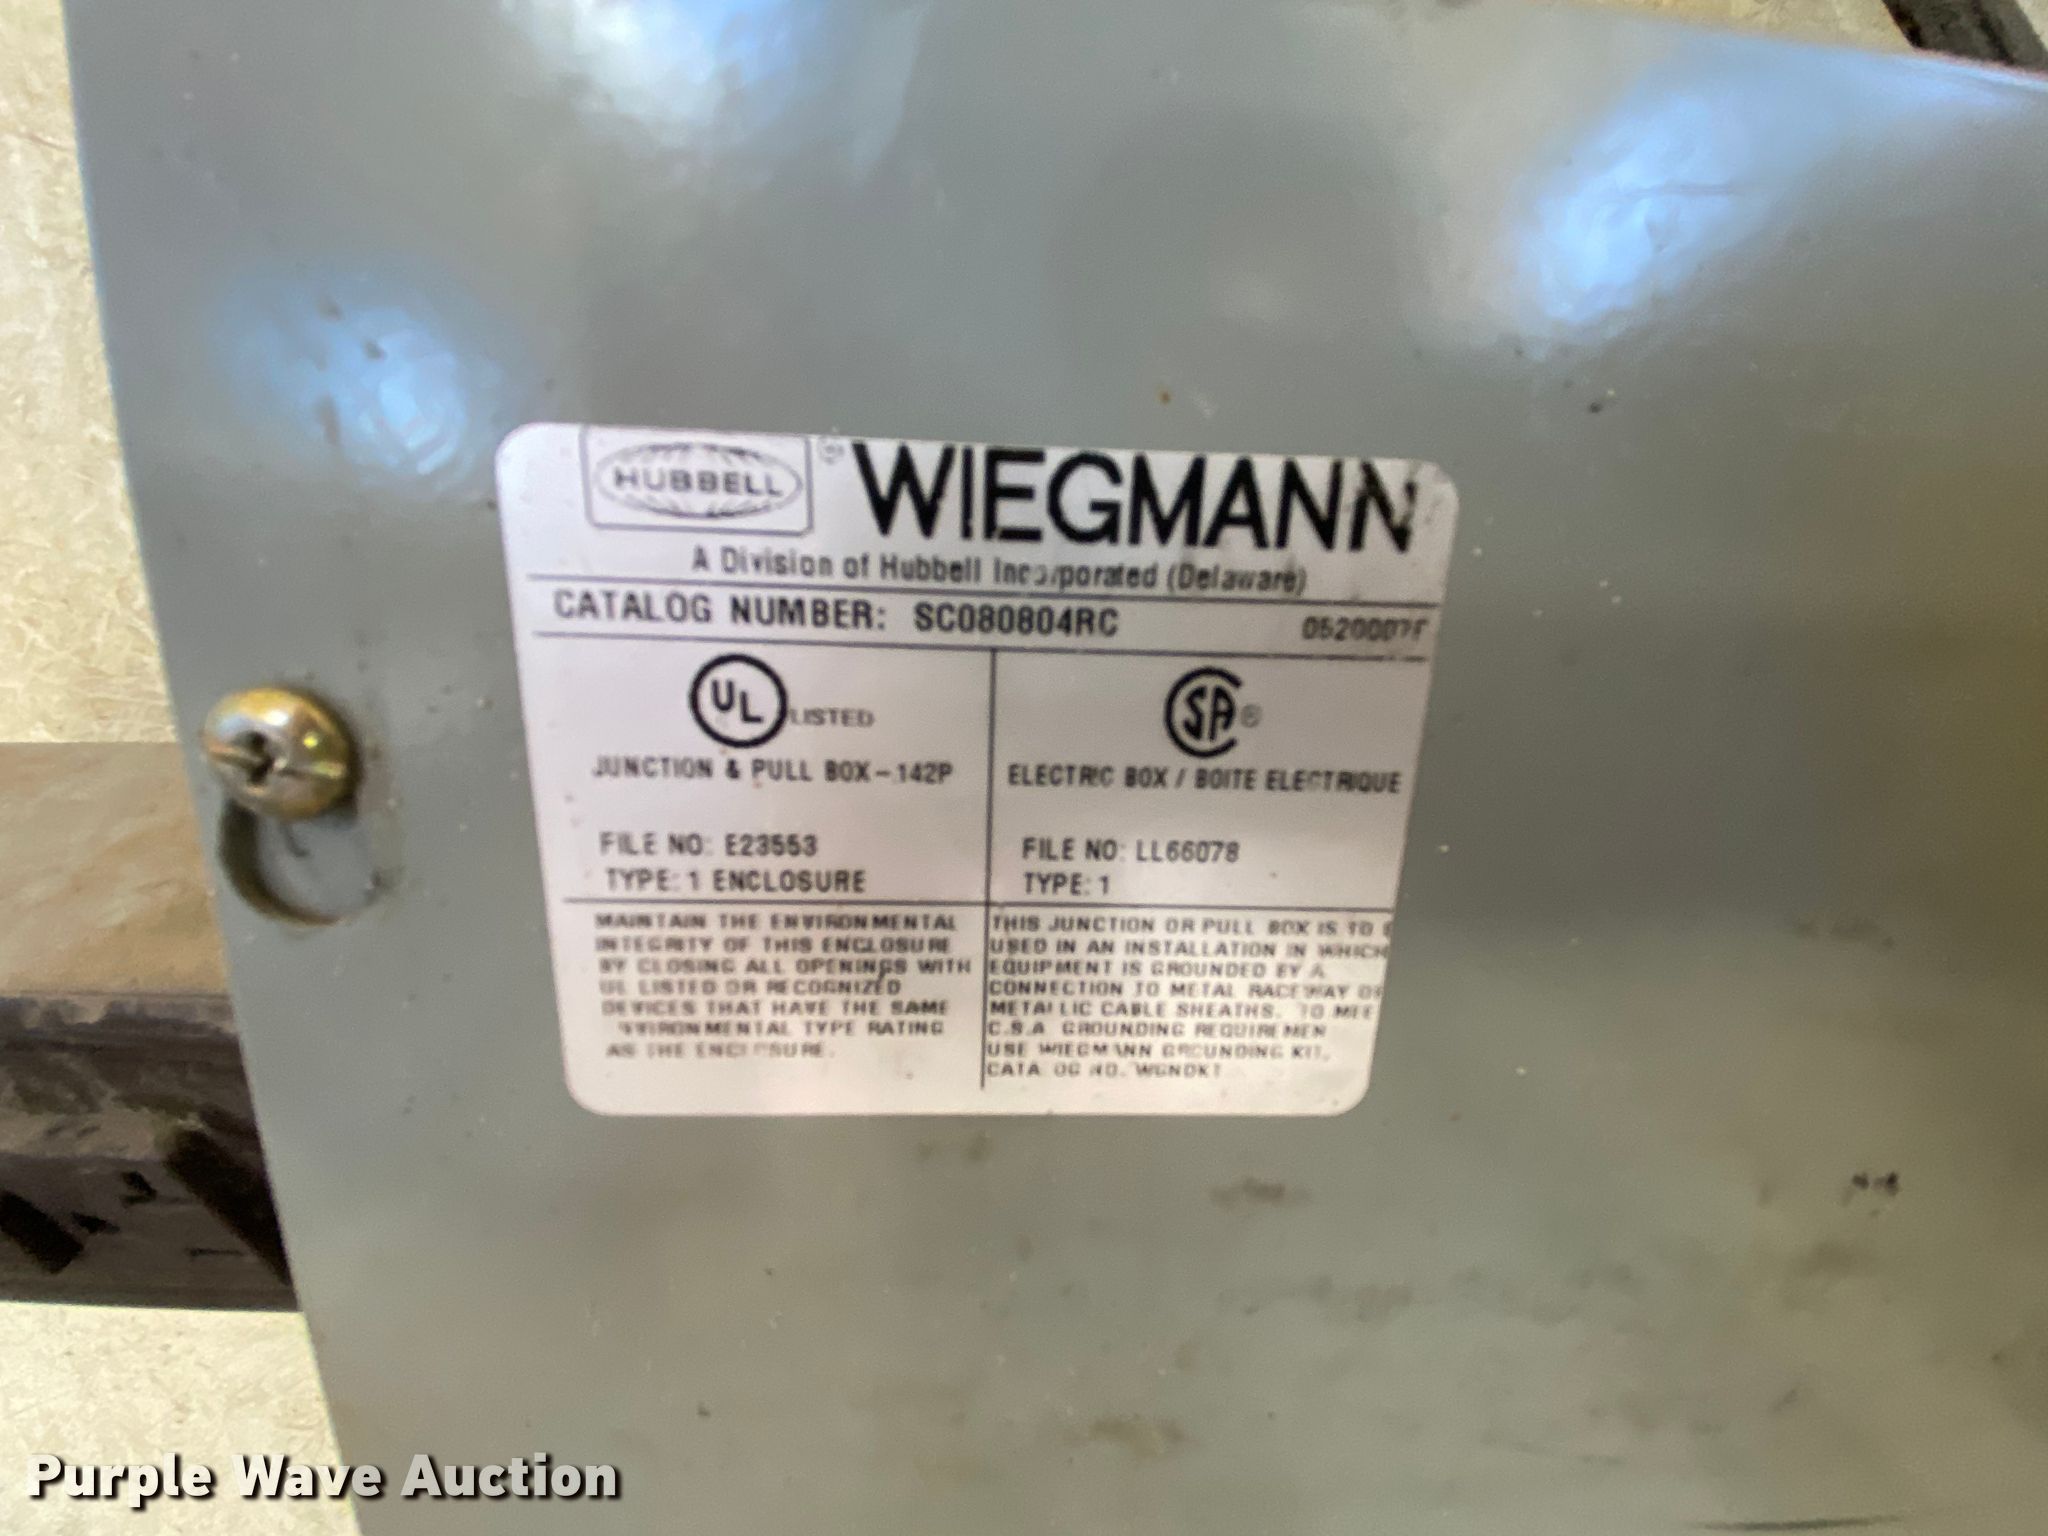 HUBBELL
WIEGMANN
A Division of Hubbell Incorporated (Delaware)
CATALOG NUMBER: SC080804RC
UL LISTED
JUNCTION & PULL BOX-142P
FILE NO: E23553
TYPE: 1 ENCLOSURE
MAINTAIN THE ENVIRONMENTAL
INTEGRITY OF THIS ENCLOSURE
BY CLOSING ALL OPENINGS WITH
UL LISTED OR RECOGNIZED
DEVICES THAT HAVE THE SAME
TYPE RATING
AS THE ENCLOSURE.
SA®
ELECTRIC BOX / BOITE ELECTRIQUE
FILE NO: LL66078
TYPE: 1
THIS JUNCTION OR PULL BOX IS TO
USED IN AN INSTALLATION IN WHICH
EQUIPMENT IS GROUNDED BY A
CONNECTION TO METAL RACEWAY
METALLIC CABLE SHEATHS. TO
C.S.A. GROUNDING
USE WIEGMANN GROUNDING KIT,
CATALOG NO. WGNDKT
Purple Wave Auction